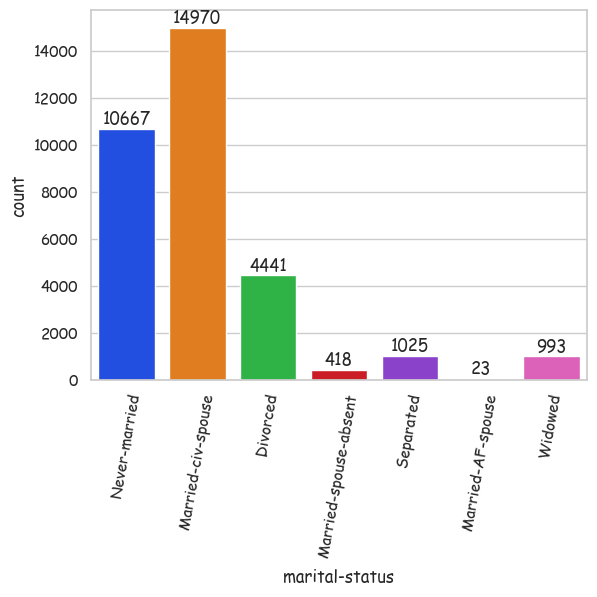 14970
14000
12000
10667
10000
8000
6000
4441
4000
2000
418
1025
23
993
0
count
Never-married
Married-civ-spouse
Divorced
Married-spouse-absent
Separated
Married-AF-spouse
Widowed
marital-status